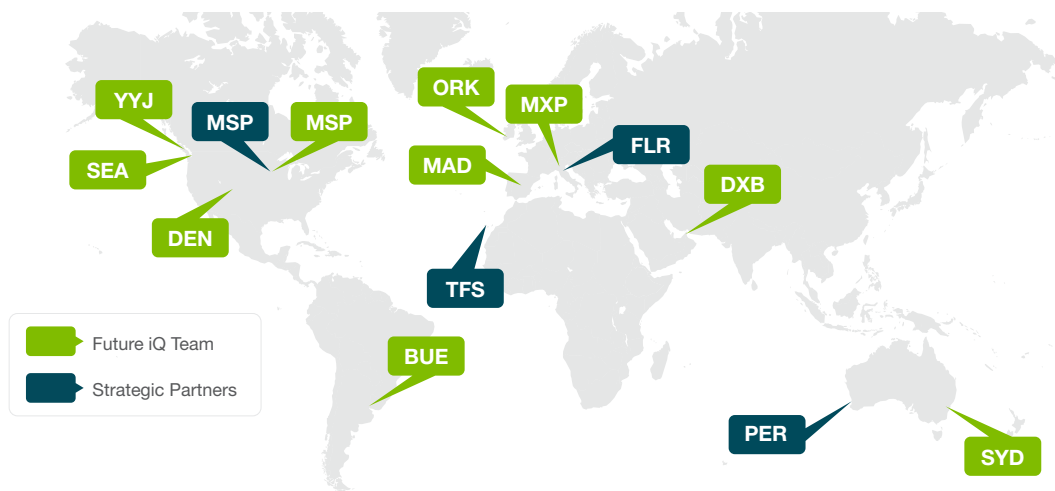 ORK
YYJ
MXP
MSP
MSP
FLR
MAD
SEA
DXB
DEN
TFS
Future iQ Team
BUE
Strategic Partners
PER
SYD